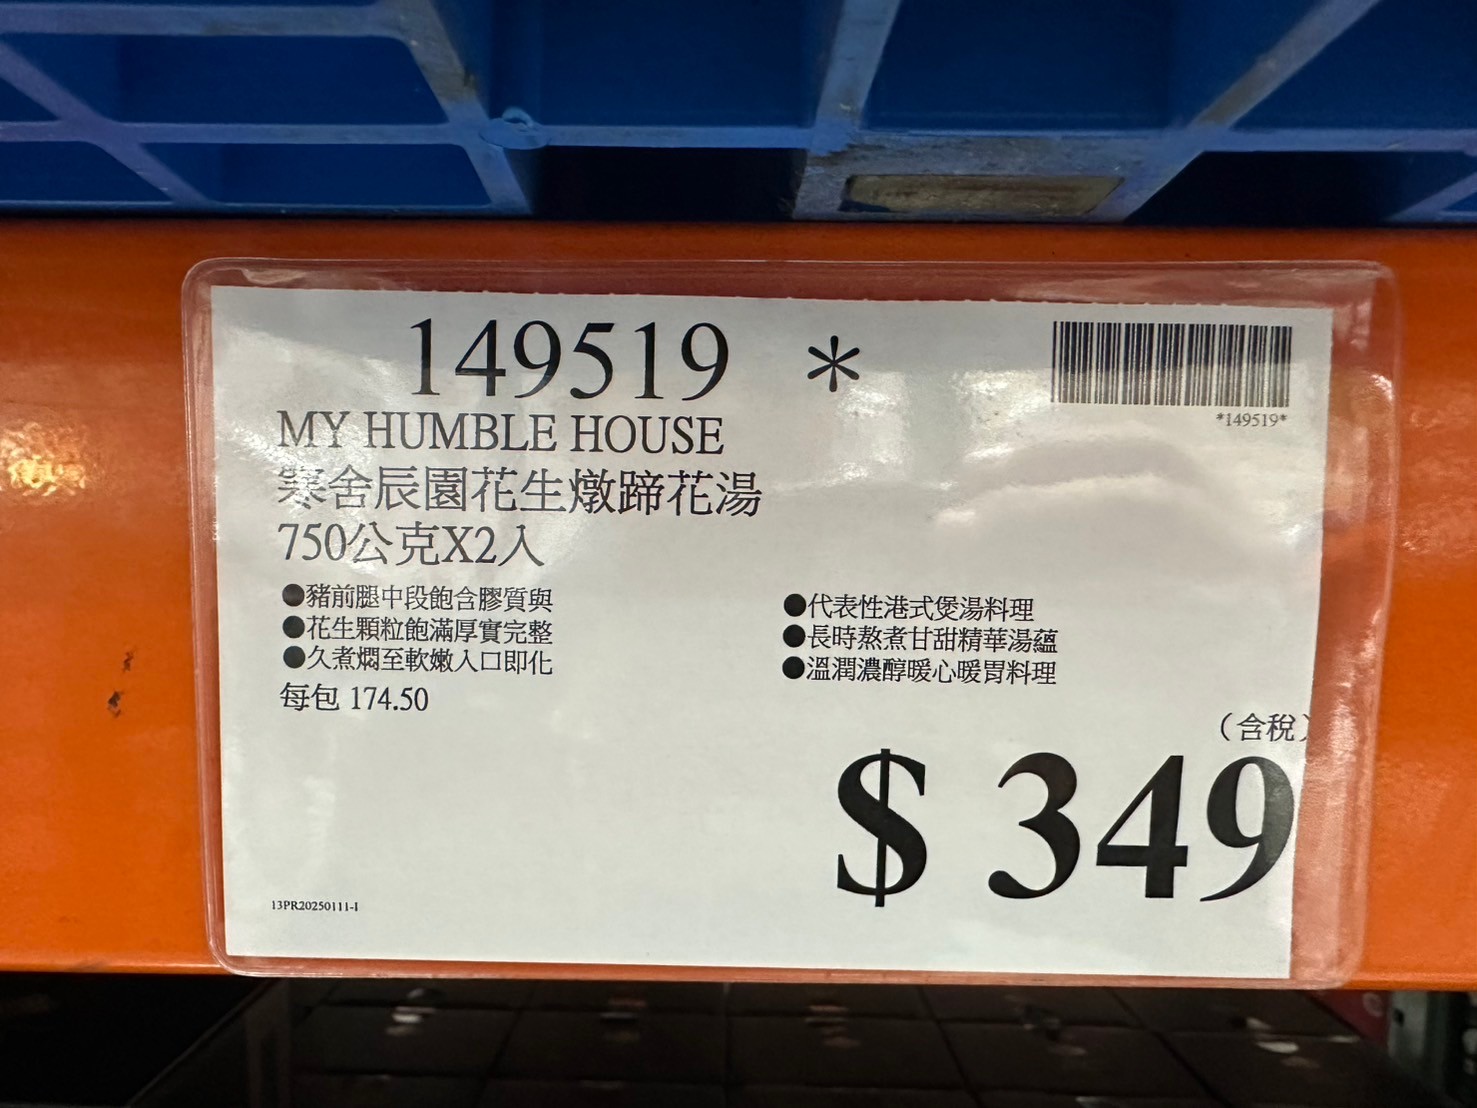 149519 *
*149519*
MY HUMBLE HOUSE
寒舍辰園花生燉蹄花湯
750公克X2入
●豬前腿中段飽含膠質與
●花生顆粒飽滿厚實完整
●久煮燜至軟嫩入口即化
每包 174.50
●代表性港式煲湯料理
●長時熬煮甘甜精華湯蘊
●溫潤濃醇暖心暖胃料理
（含稅）
$ 349
13PR20250111-1